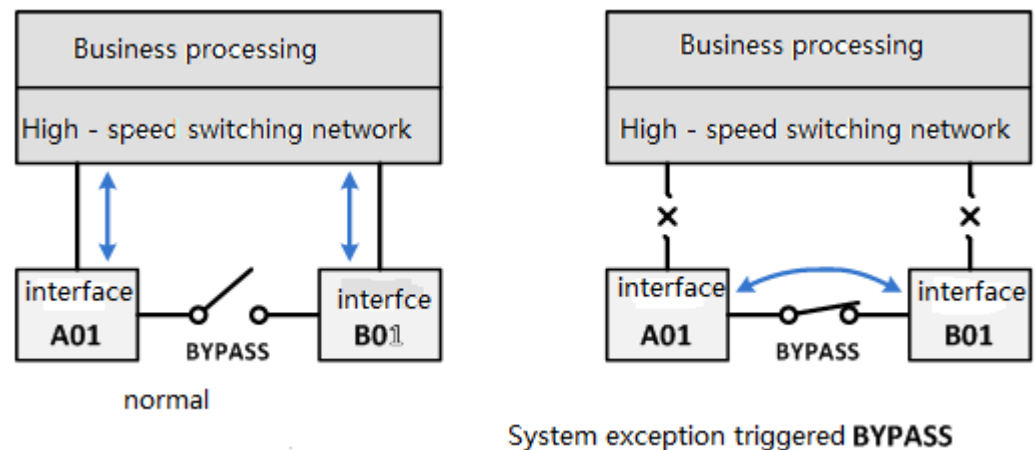 Business processing
High - speed switching network
interface
A01
BYPASS
interfce
B01
normal
Business processing
High - speed switching network
interface
A01
BYPASS
interface
B01
System exception triggered BYPASS